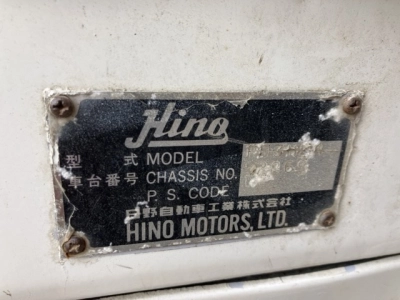 Hino
型 式 MODEL
車台番号 CHASSIS NO.
P. S. CODE
日野自動車工業株式会社
HINO MOTORS, LTD.